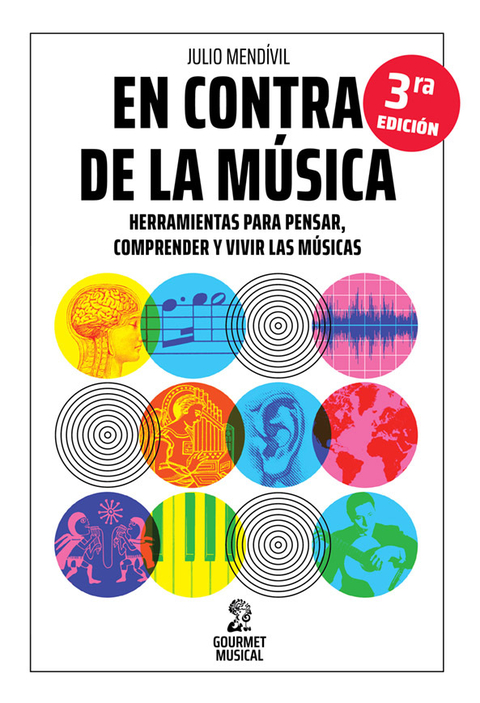 JULIO MENDÍVIL
EN CONTRA
DE LA MÚSICA
3ra
EDICIÓN
HERRAMIENTAS PARA PENSAR,
COMPRENDER Y VIVIR LAS MÚSICAS
GOURMET
MUSICAL